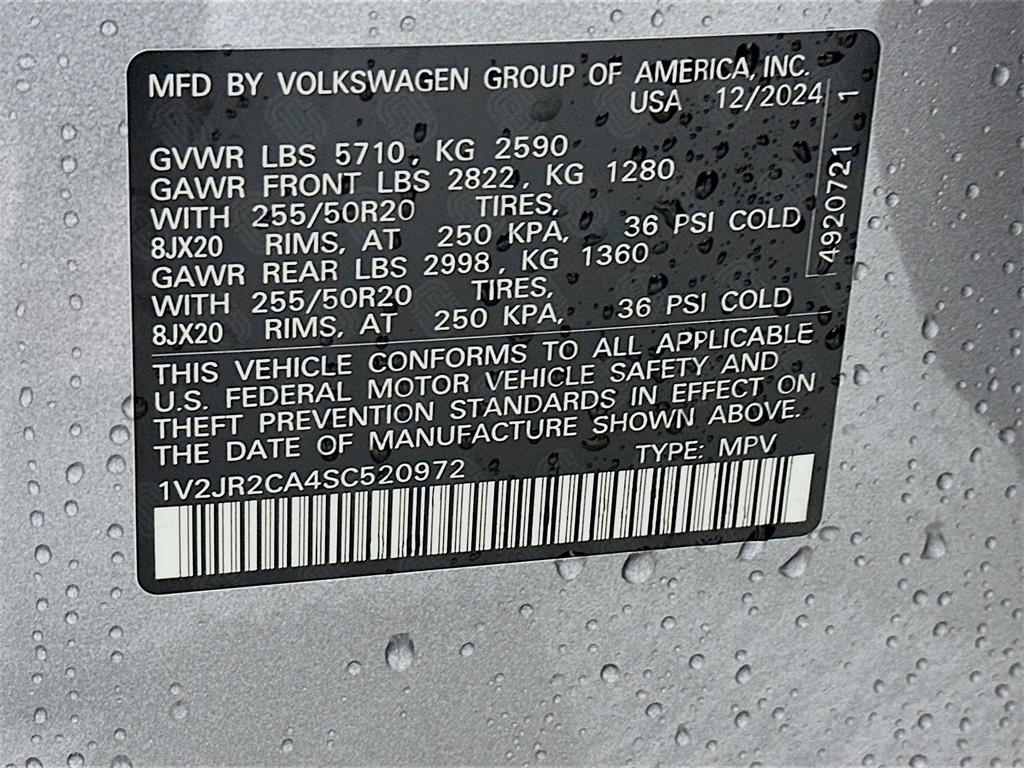 MFD BY VOLKSWAGEN GROUP OF AMERICA, INC.
USA 12/2024
GVWR LBS 5710, KG 2590
GAWR FRONT LBS 2822, KG 1280
WITH 255/50R20 TIRES,
8JX20 RIMS, AT 250 KPA, 36 PSI COLD
GAWR REAR LBS 2998, KG 1360
WITH 255/50R20 TIRES,
8JX20 RIMS, AT 250 KPA, 36 PSI COLD
THIS VEHICLE CONFORMS TO ALL APPLICABLE
U.S. FEDERAL MOTOR VEHICLE SAFETY AND
THEFT PREVENTION STANDARDS IN EFFECT ON
THE DATE OF MANUFACTURE SHOWN ABOVE.
1V2JR2CA4SC520972 TYPE: MPV
4920721 1